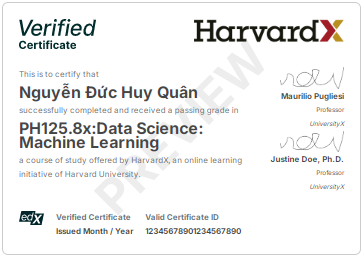 Verified
Certificate
HarvardX
This is to certify that
Nguyễn Đức Huy Quân
successfully completed and received a passing grade in
PH125.8x:Data Science:
Machine Learning
a course of study offered by HarvardX, an online learning
initiative of Harvard University.
PREVIEW
Maurilio Pugliesi
Professor
UniversityX
Justine Doe, Ph.D.
Professor
UniversityX
edX
Verified Certificate
Issued Month / Year
Valid Certificate ID
12345678901234567890